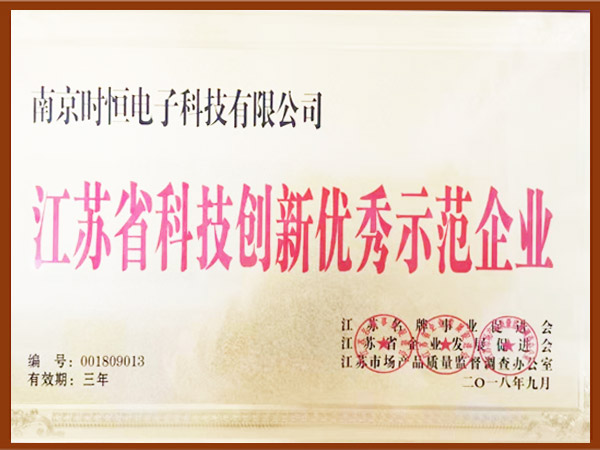 南京时恒电子科技有限公司
江苏省科技创新优秀示范企业
江苏名牌事业促进会
江苏省企业发展促进会
江苏市场产品质量监督调查办公室
二〇一八年九月
编 号:001809013
有效期:三年